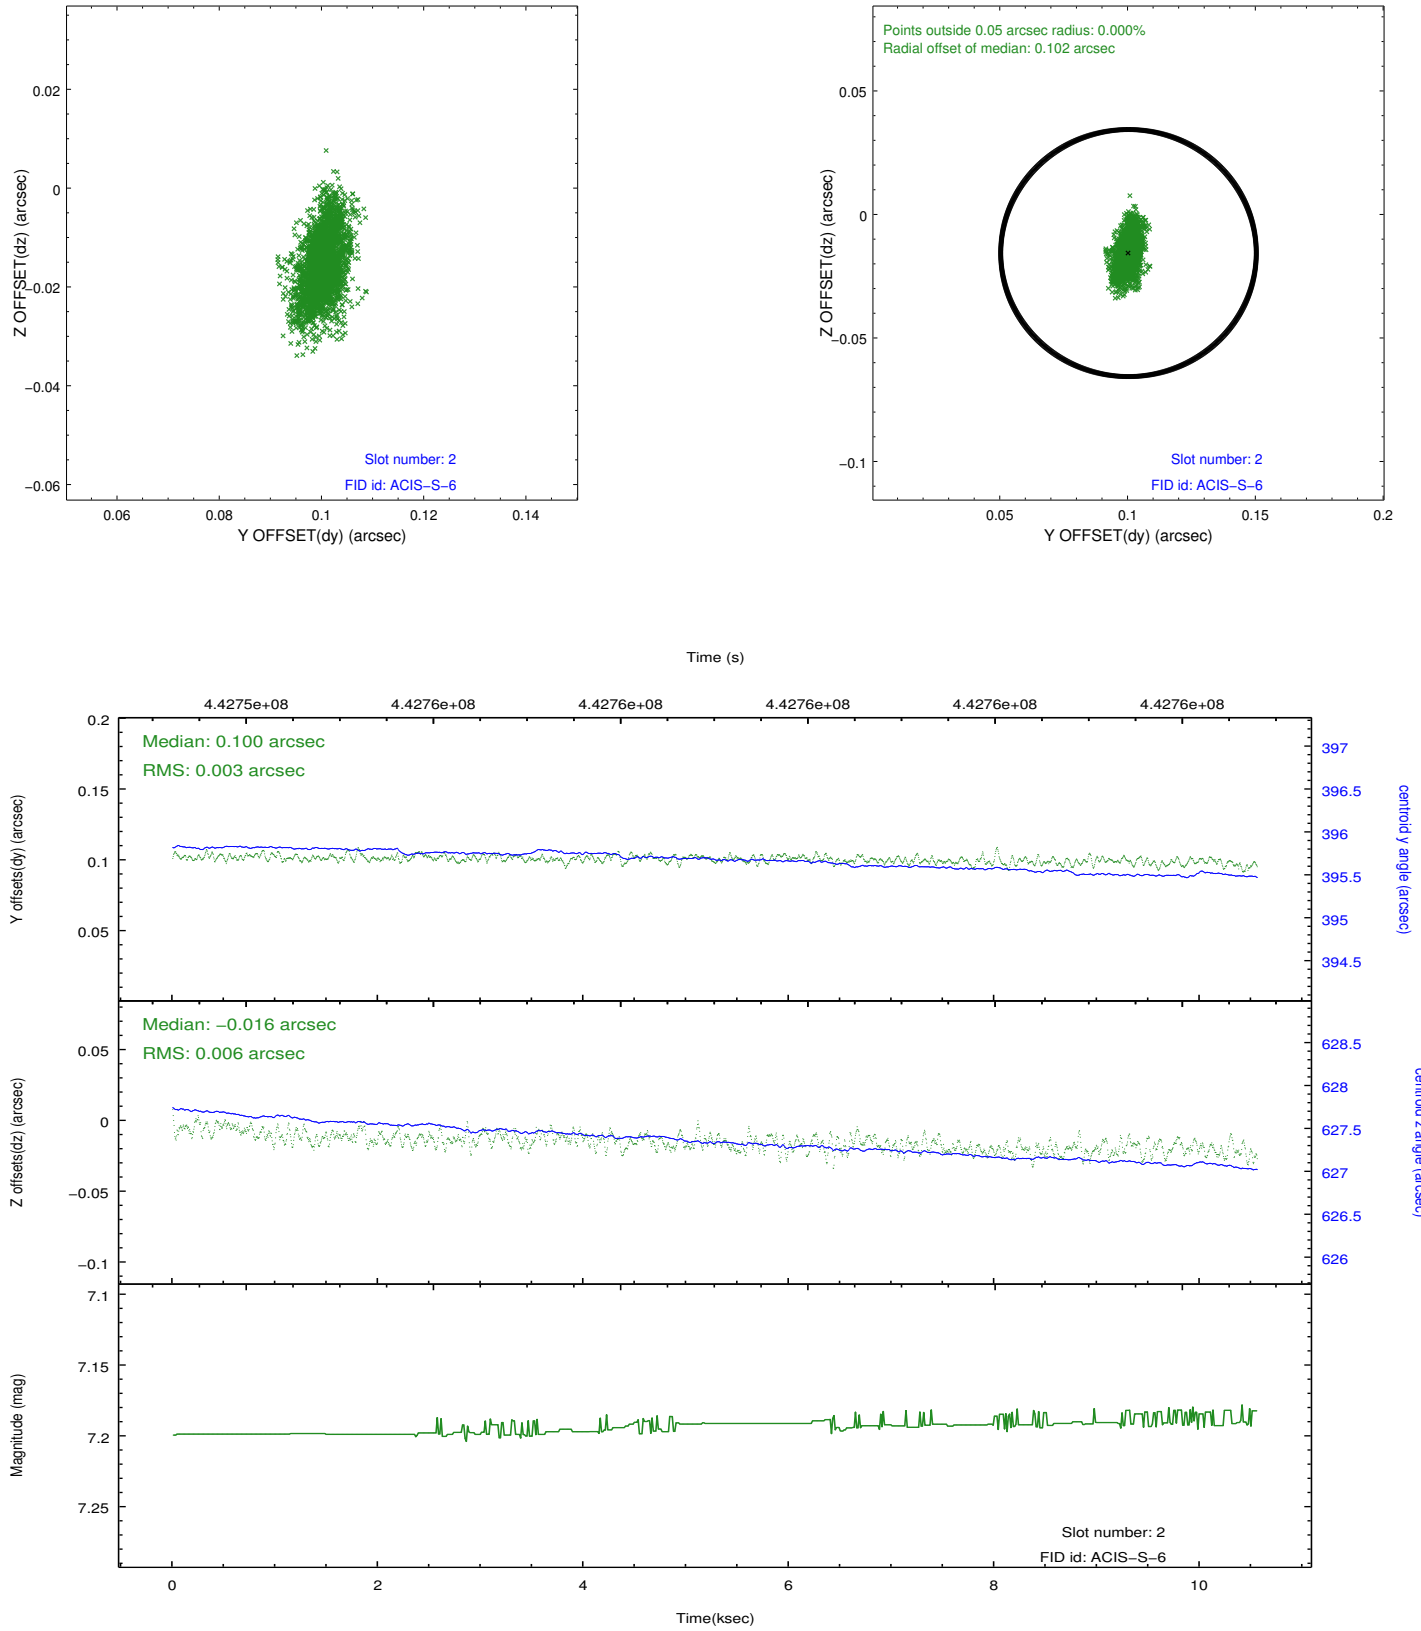 0.02
0
−0.02
−0.04
−0.06
Z OFFSET(dz) (arcsec)
Slot number: 2
FID id: ACIS−S−6
0.06 0.08 0.1 0.12 0.14
Y OFFSET(dy) (arcsec)
Points outside 0.05 arcsec radius: 0.000%
Radial offset of median: 0.102 arcsec
0.05
0
−0.05
−0.1
Z OFFSET(dz) (arcsec)
Slot number: 2
FID id: ACIS−S−6
0.05 0.1 0.15 0.2
Y OFFSET(dy) (arcsec)
Time (s)
4.4275e+08 4.4276e+08 4.4276e+08 4.4276e+08 4.4276e+08 4.4276e+08
Median: 0.100 arcsec
RMS: 0.003 arcsec
0.2
0.15
0.1
0.05
Y offsets(dy) (arcsec)
397
396.5
396
395.5
395
394.5
centroid y angle (arcsec)
Median: −0.016 arcsec
RMS: 0.006 arcsec
0.05
0
−0.05
−0.1
Z offsets(dz) (arcsec)
628.5
628
627.5
627
626.5
626
centroid z angle (arcsec)
7.1
7.15
7.2
7.25
Magnitude (mag)
Slot number: 2
FID id: ACIS−S−6
0 2 4 6 8 10
Time(ksec)